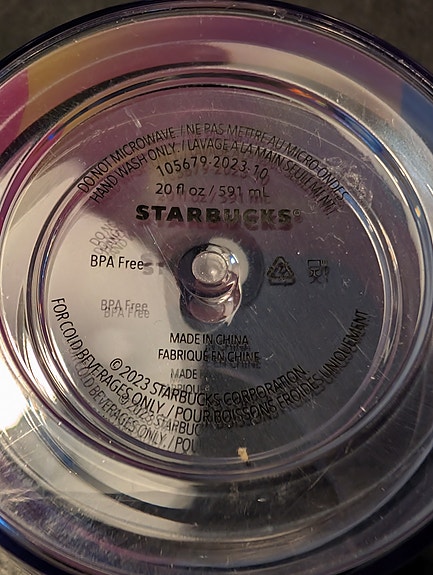 DO NOT MICROWAVE / NE PAS METTRE AU MICRO-ONDES
HAND WASH ONLY. / LAVAGE À LA MAIN SEULEMENT.
105679-2023-10
20 fl oz / 591 mL
STARBUCKS®
BPA Free
MADE IN CHINA
FABRIQUÉ EN CHINE
©2023 STARBUCKS CORPORATION
FOR COLD BEVERAGES ONLY / POUR BOISSONS FROIDES UNIQUEMENT